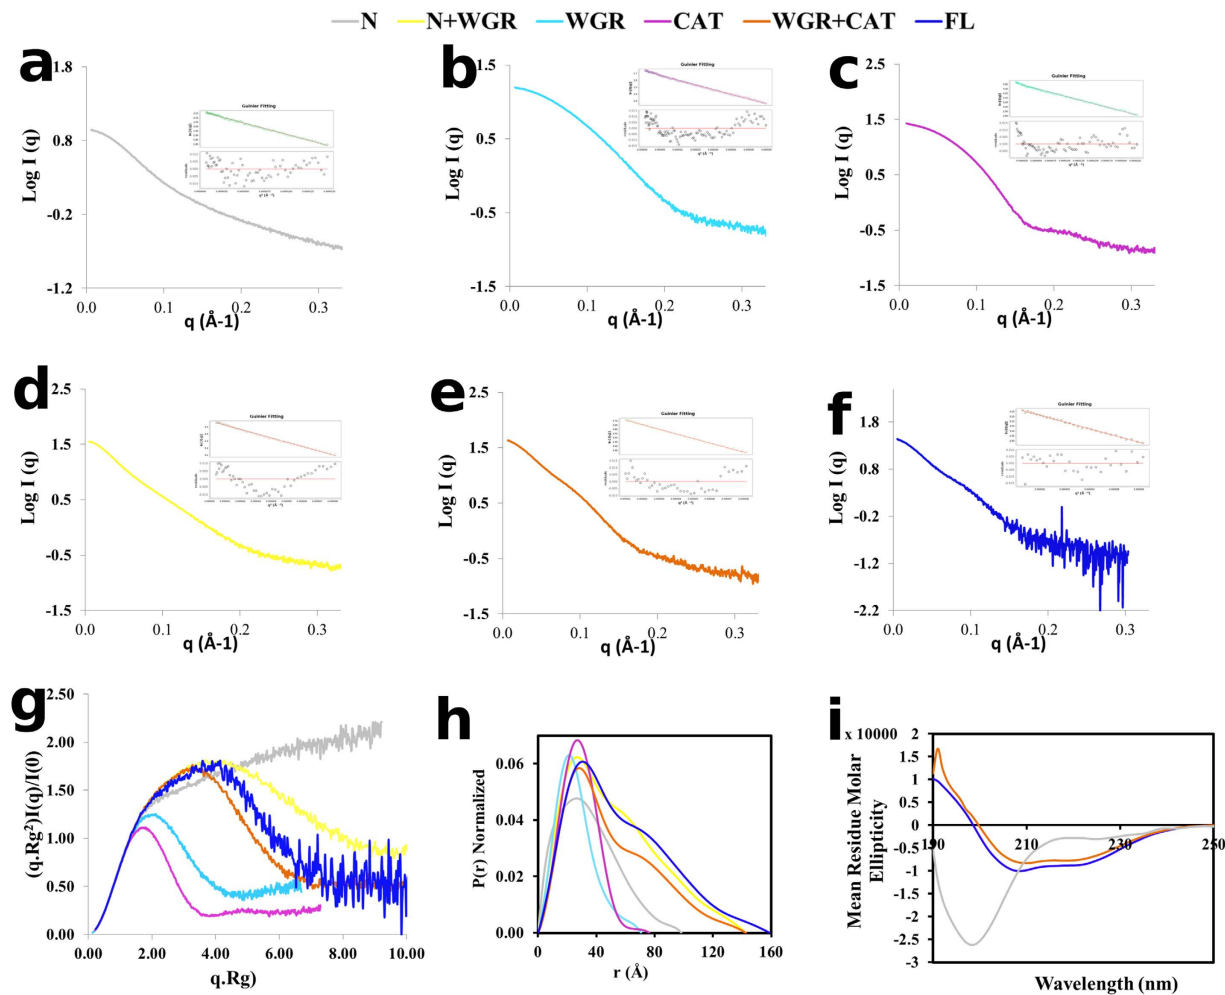 N N+WGR WGR CAT WGR+CAT FL
a
1.8
0.8
-0.2
-1.2
Log I (q)
0.0 0.1 0.2 0.3
q (Å-1)
Guinier Fitting
b
1.5
0.5
-0.5
-1.5
Log I (q)
0.0 0.1 0.2 0.3
q (Å-1)
Guinier Fitting
c
2.5
1.5
0.5
-0.5
-1.5
Log I (q)
0.0 0.1 0.2 0.3
q (Å-1)
Guinier Fitting
d
2.5
1.5
0.5
-0.5
-1.5
Log I (q)
0.0 0.1 0.2 0.3
q (Å-1)
Guinier Fitting
e
2.5
1.5
0.5
-0.5
-1.5
Log I (q)
0.0 0.1 0.2 0.3
q (Å-1)
Guinier Fitting
f
1.8
0.8
-0.2
-1.2
-2.2
Log I (q)
0.0 0.1 0.2 0.3
q (Å-1)
Guinier Fitting
g
2.50
2.00
1.50
1.00
0.50
0.00
(q.Rg²)I(q)/I(0)
0.00 2.00 4.00 6.00 8.00 10.00
q.Rg)
h
0.06
0.04
0.02
0.00
P(r) Normalized
0 40 80 120 160
r (Å)
i
x 10000
2
1.5
1
0.5
0
-0.5
-1
-1.5
-2
-2.5
-3
Mean Residue Molar
Ellipticity
190 210 230 250
Wavelength (nm)